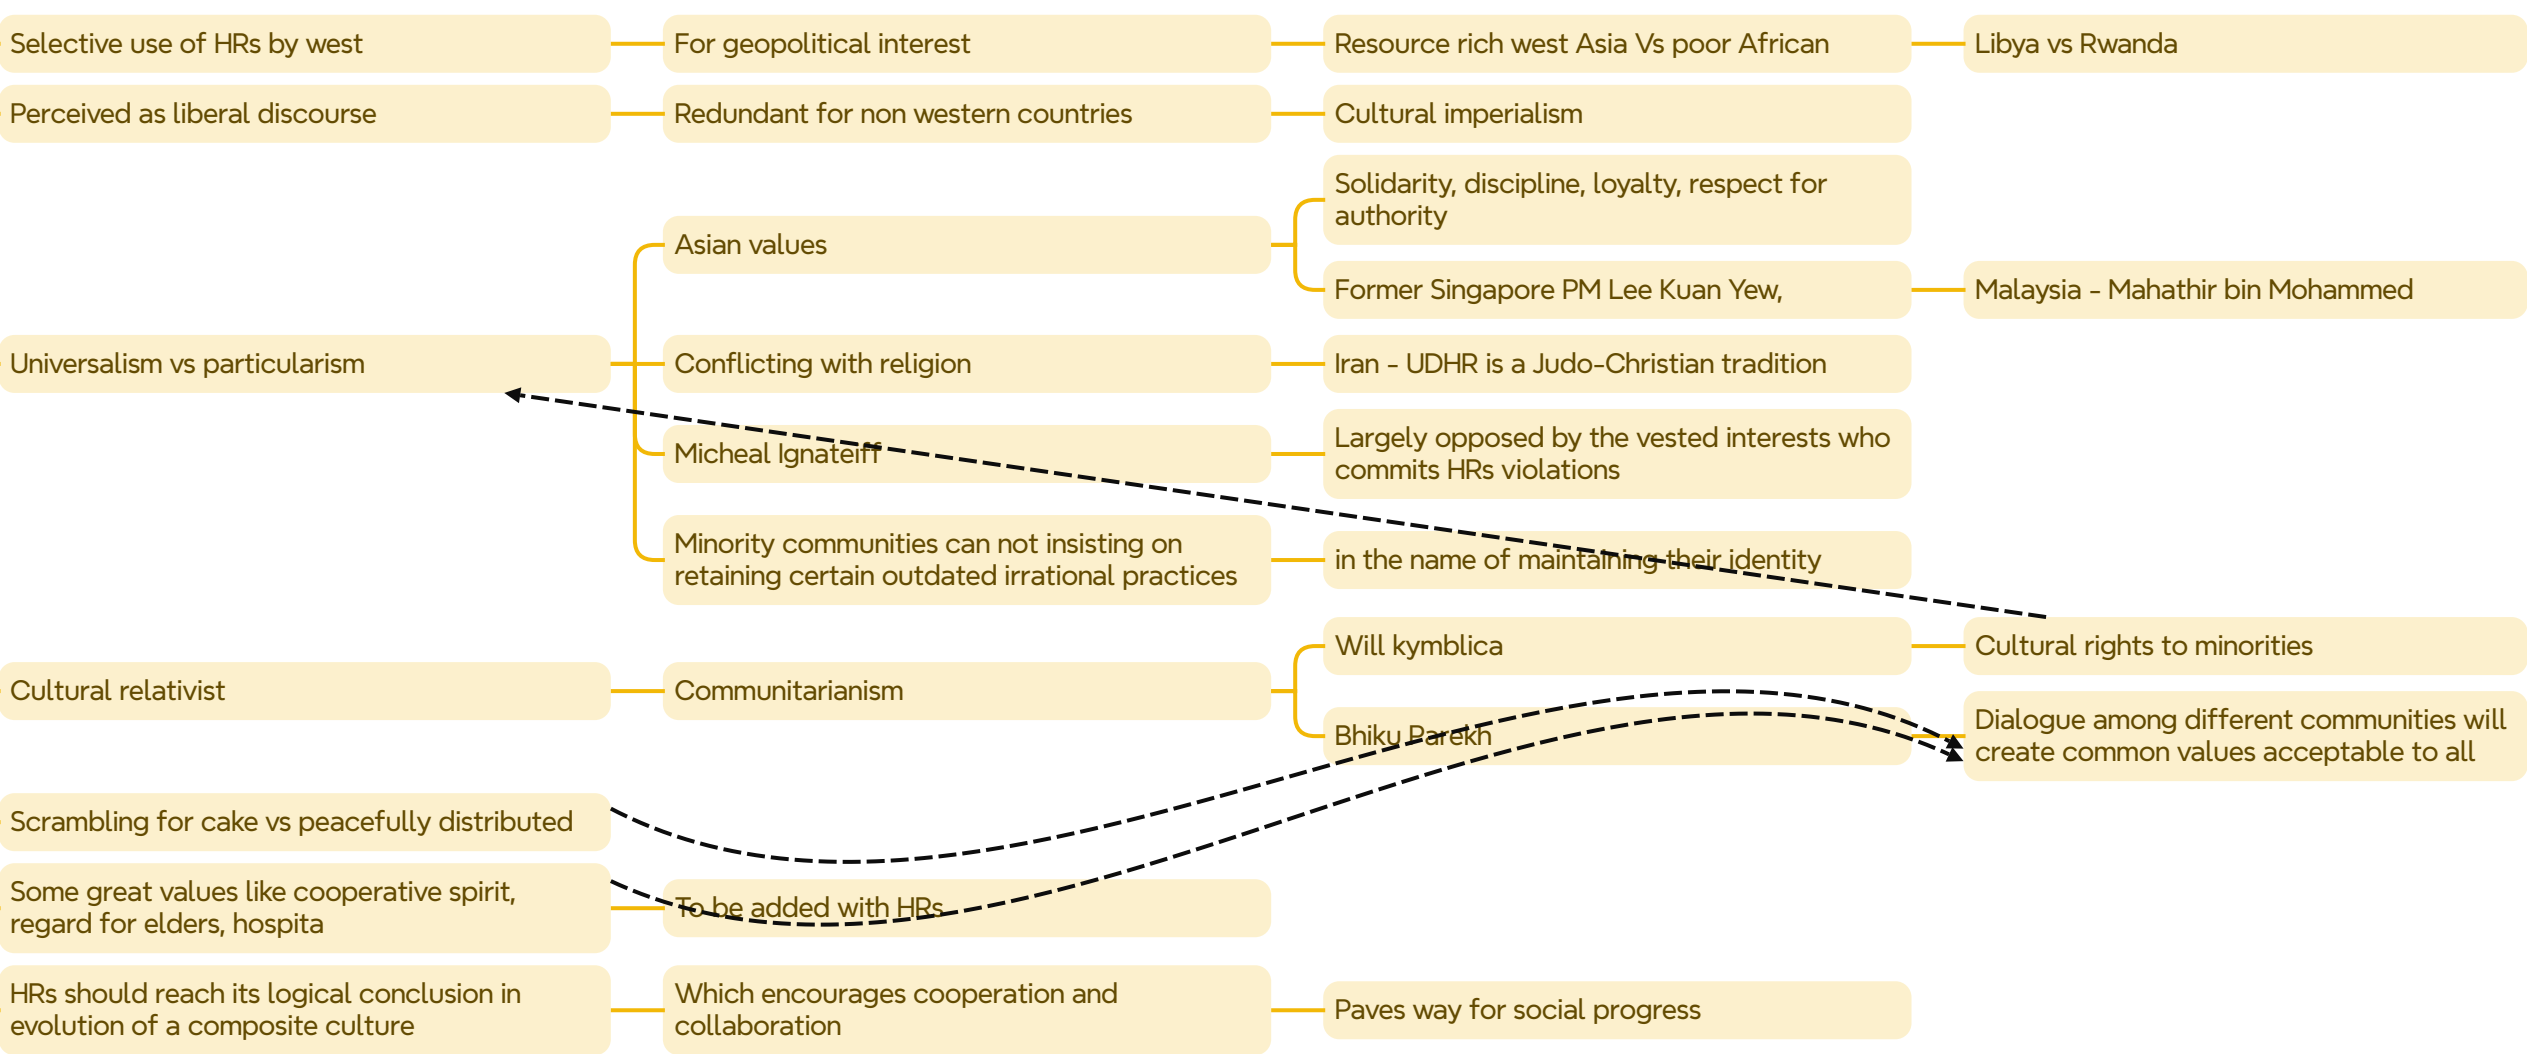 Selective use of HRs by west
For geopolitical interest
Resource rich west Asia Vs poor African
Libya vs Rwanda
Perceived as liberal discourse
Redundant for non western countries
Cultural imperialism
Universalism vs particularism
Asian values
Solidarity, discipline, loyalty, respect for
authority
Former Singapore PM Lee Kuan Yew,
Malaysia - Mahathir bin Mohammed
Conflicting with religion
Iran - UDHR is a Judo-Christian tradition
Micheal Ignateiff
Largely opposed by the vested interests who
commits HRs violations
Minority communities can not insisting on
retaining certain outdated irrational practices
in the name of maintaining their identity
Cultural relativist
Communitarianism
Will kymblica
Cultural rights to minorities
Bhiku Parekh
Dialogue among different communities will
create common values acceptable to all
Scrambling for cake vs peacefully distributed
Some great values like cooperative spirit,
regard for elders, hospita
To be added with HRs
HRs should reach its logical conclusion in
evolution of a composite culture
Which encourages cooperation and
collaboration
Paves way for social progress